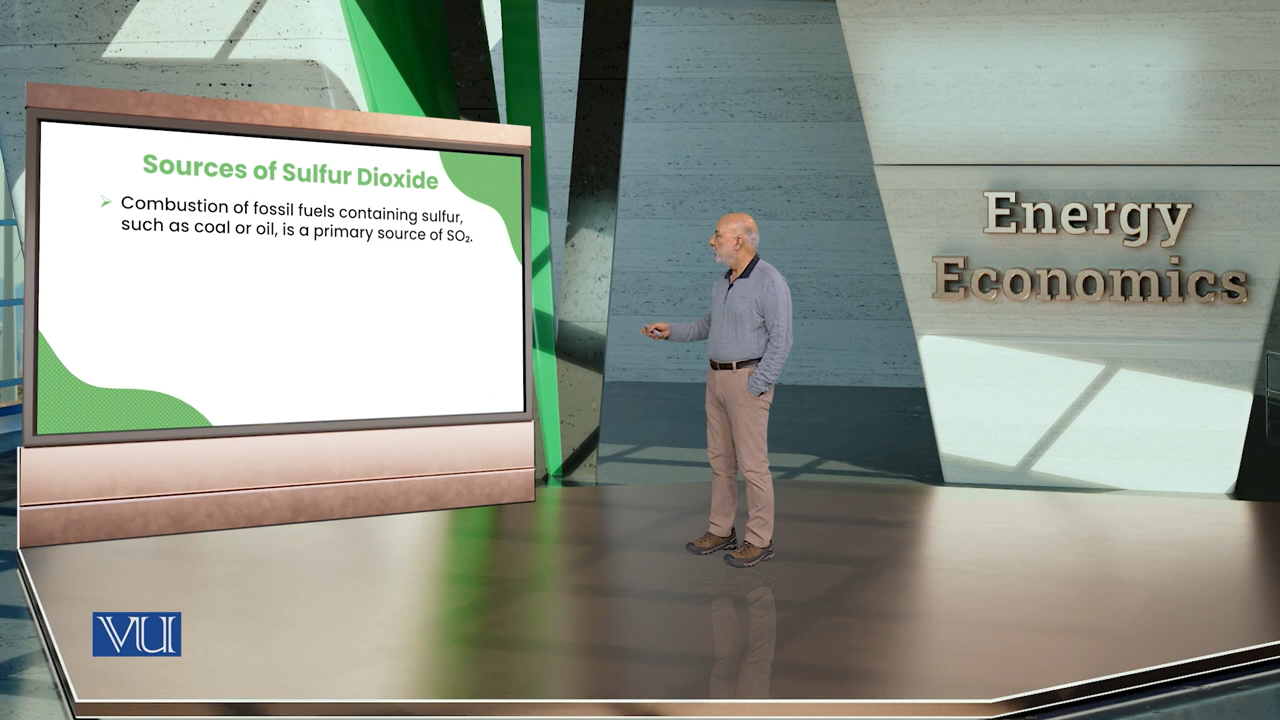 Sources of Sulfur Dioxide
Combustion of fossil fuels containing sulfur,
such as coal or oil, is a primary source of SO₂.
Energy
Economics
VU